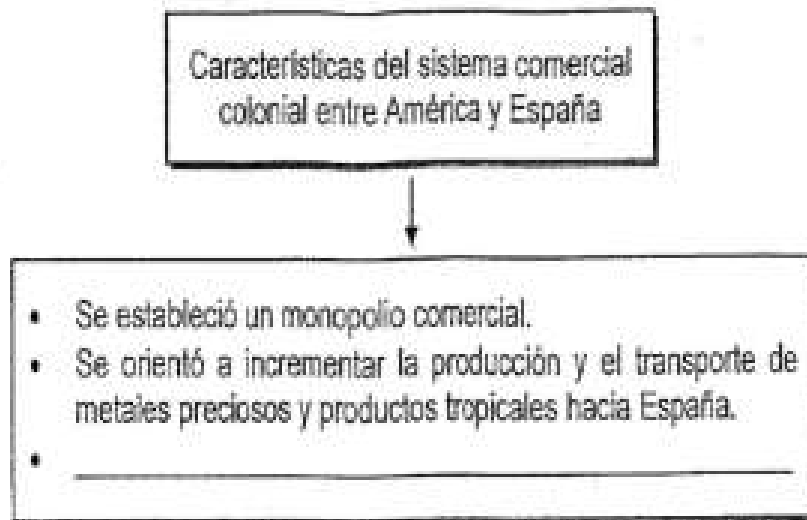 Características del sistema comercial
colonial entre América y España
• Se estableció un monopolio comercial.
• Se orientó a incrementar la producción y el transporte de
metales preciosos y productos tropicales hacia España.
•